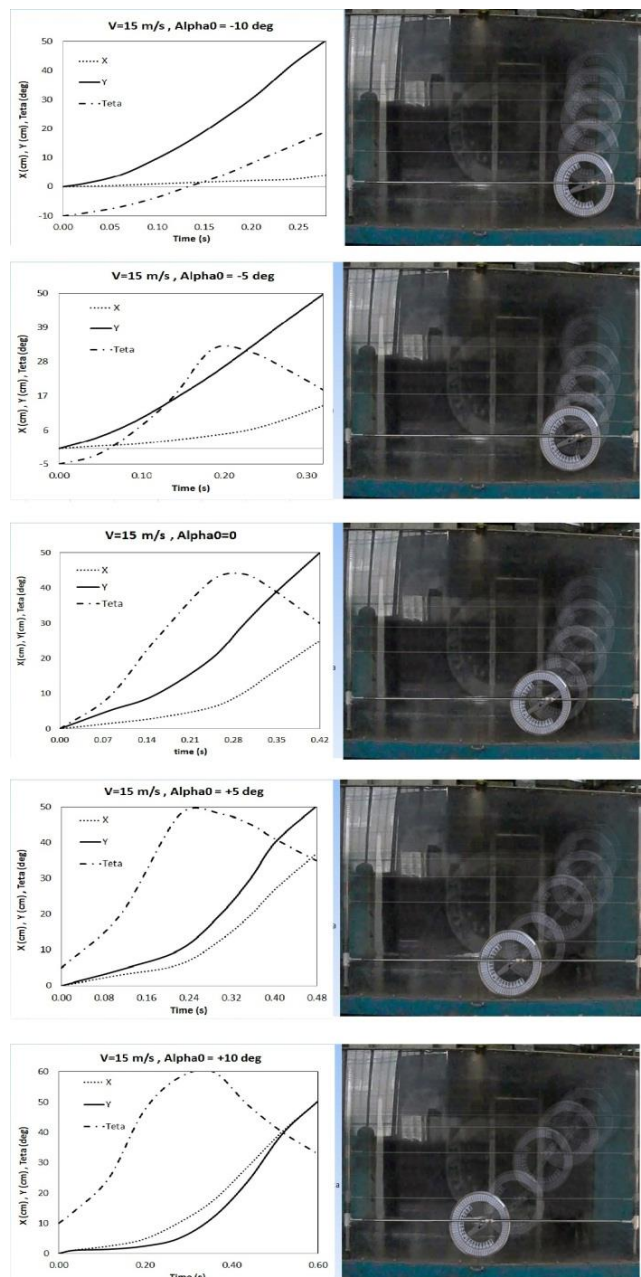 V=15 m/s , Alpha0 = -10 deg
X (cm) , Y (cm), Teta (deg)
50
40
30
20
10
0
-10
X
Y
Teta
0.00 0.05 0.10 0.15 0.20 0.25
Time (s)
V=15 m/s , Alpha0 = -5 deg
X (cm) , Y (cm), Teta (deg)
50
39
28
17
6
-5
X
Y
Teta
0.00 0.10 0.20 0.30
Time (s)
V=15 m/s , Alpha0=0
X(cm), Y(cm), Teta(deg)
50
40
30
20
10
0
X
Y
Teta
0.00 0.07 0.14 0.21 0.28 0.35 0.42
time (s)
V=15 m/s , Alpha0 = +5 deg
X (cm) , Y (cm) , Teta (deg)
50
40
30
20
10
0
X
Y
Teta
0.00 0.08 0.16 0.24 0.32 0.40 0.48
Time (s)
V=15 m/s , Alpha0 = +10 deg
X (cm) , Y (cm), Teta (deg)
60
50
40
30
20
10
0
X
Y
Teta
a
0.00 0.20 0.40 0.60
Time (s)